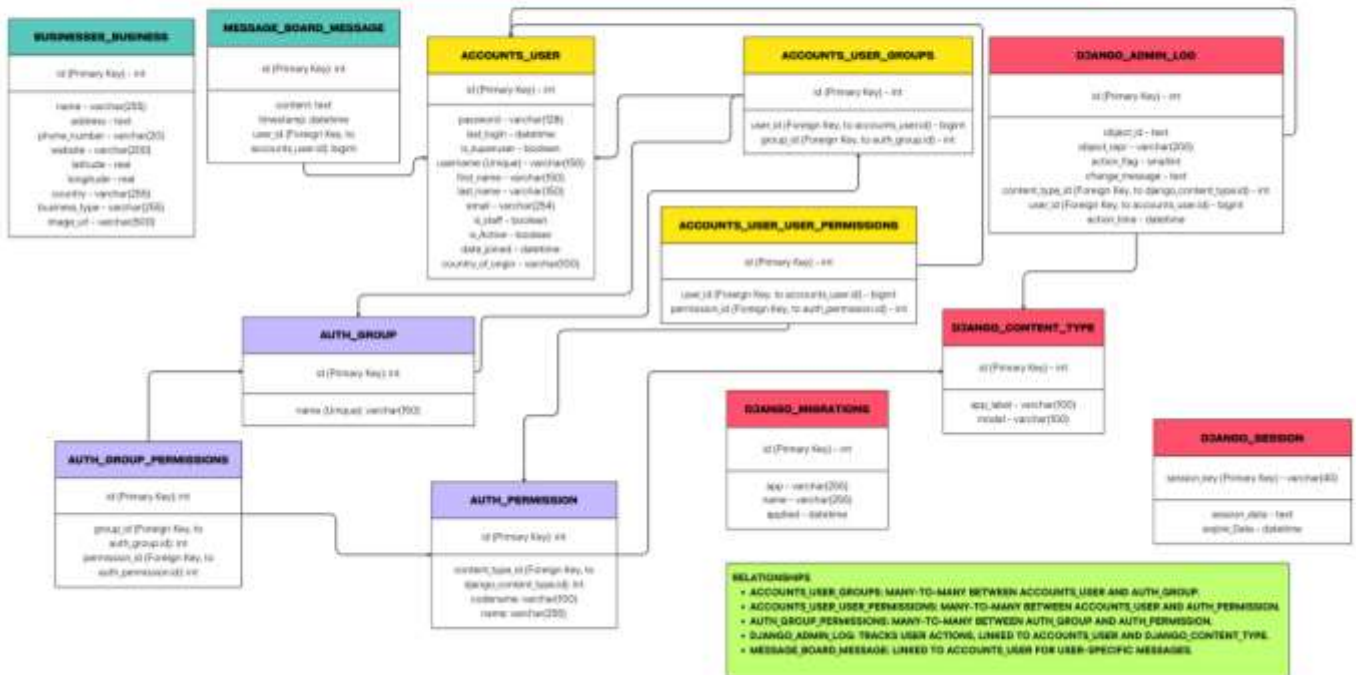 BUSINESSES_BUSINESS
id (Primary Key) - int
name - varchar(255)
address - text
phone_number - varchar(20)
website - varchar(200)
latitude - real
longitude - real
country - varchar(255)
business_type - varchar(255)
image_url - varchar(500)
MESSAGE_BOARD_MESSAGE
id (Primary Key): int
content: text
timestamp: datetime
user_id (Foreign Key, to
accounts_user.id): bigint
ACCOUNTS_USER
id (Primary Key) - int
password - varchar(128)
last_login - datetime
is_superuser - boolean
username (Unique) - varchar(150)
first_name - varchar(150)
last_name - varchar(150)
email - varchar(254)
is_staff - boolean
is_Active - boolean
date_joined - datetime
country_of_origin - varchar(100)
ACCOUNTS_USER_GROUPS
id (Primary Key) - int
user_id (Foreign Key, to accounts_user.id) - bigint
group_id (Foreign Key, to auth_group.id) - int
DJANGO_ADMIN_LOG
id (Primary Key) - int
object_id - text
object_repr - varchar(200)
action_flag - smallint
change_message - text
content_type_id (Foreign Key, to django_content_type.id) - int
user_id (Foreign Key, to accounts_user.id) - bigint
action_time - datetime
ACCOUNTS_USER_USER_PERMISSIONS
id (Primary Key) - int
user_id (Foreign Key, to accounts_user.id) - bigint
permission_id (Foreign Key, to auth_permission.id) - int
AUTH_GROUP
id (Primary Key): int
name (Unique): varchar(150)
DJANGO_CONTENT_TYPE
id (Primary Key) - int
app_label - varchar(100)
model - varchar(100)
DJANGO_MIGRATIONS
id (Primary Key) - int
app - varchar(255)
name - varchar(255)
applied - datetime
DJANGO_SESSION
session_key (Primary Key) - varchar(40)
session_data - text
expire_Date - datetime
AUTH_GROUP_PERMISSIONS
id (Primary Key): int
group_id (Foreign Key, to
auth_group.id): int
permission_id (Foreign Key, to
auth_permission.id): int
AUTH_PERMISSION
id (Primary Key): int
content_type_id (Foreign Key, to
django_content_type.id): int
codename: varchar(100)
name: varchar(255)
RELATIONSHIPS
• ACCOUNTS_USER_GROUPS: MANY-TO-MANY BETWEEN ACCOUNTS_USER AND AUTH_GROUP.
• ACCOUNTS_USER_USER_PERMISSIONS: MANY-TO-MANY BETWEEN ACCOUNTS_USER AND AUTH_PERMISSION.
• AUTH_GROUP_PERMISSIONS: MANY-TO-MANY BETWEEN AUTH_GROUP AND AUTH_PERMISSION.
• DJANGO_ADMIN_LOG: TRACKS USER ACTIONS, LINKED TO ACCOUNTS_USER AND DJANGO_CONTENT_TYPE.
• MESSAGE_BOARD_MESSAGE: LINKED TO ACCOUNTS_USER FOR USER-SPECIFIC MESSAGES.